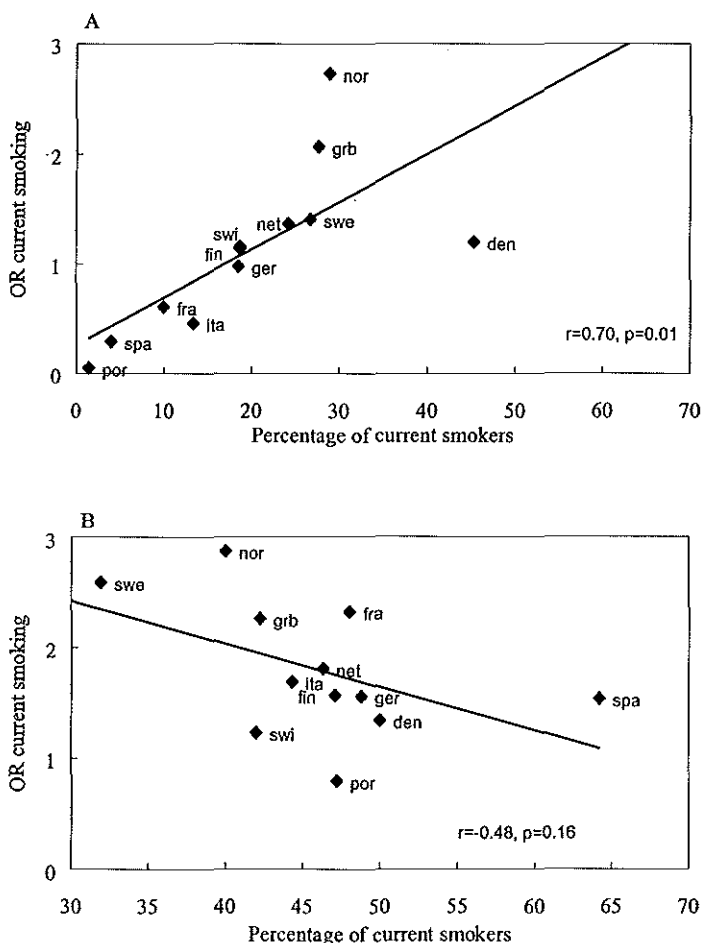 A
3
nor
grb
2
OR current smoking
net
swe
swi
fin
den
1
ger
fra
Ita
spa
por
r=0.70, p=0.01
0
0 10 20 30 40 50 60 70
Percentage of current smokers
B
3
nor
swe
grb
fra
2
OR current smoking
net
Ita
fin
ger
spa
den
swi
1
por
r=-0.48, p=0.16
0
30 35 40 45 50 55 60 65 70
Percentage of current smokers